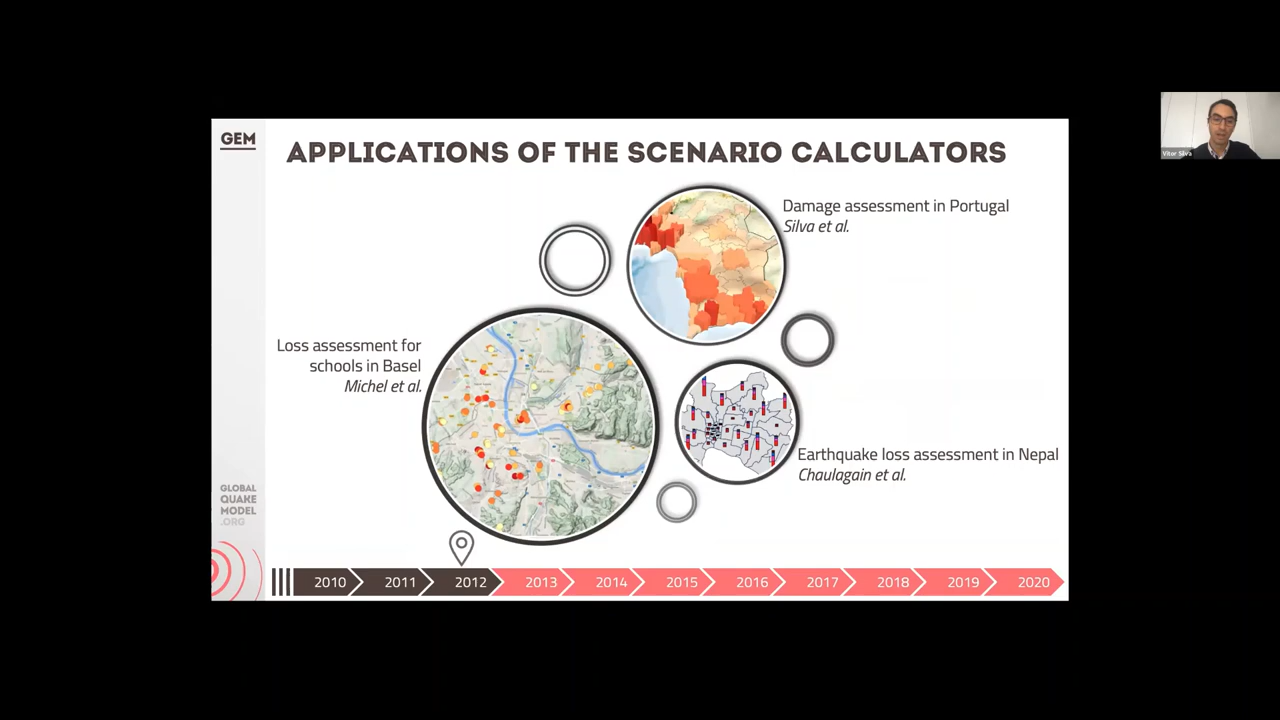 GEM
APPLICATIONS OF THE SCENARIO CALCULATORS
Damage assessment in Portugal
Silva et al.
Loss assessment for
schools in Basel
Michel et al.
Earthquake loss assessment in Nepal
Chaulagain et al.
GLOBAL
QUAKE
MODEL
.ORG
2010 2011 2012 2013 2014 2015 2016 2017 2018 2019 2020
Vitor Silva